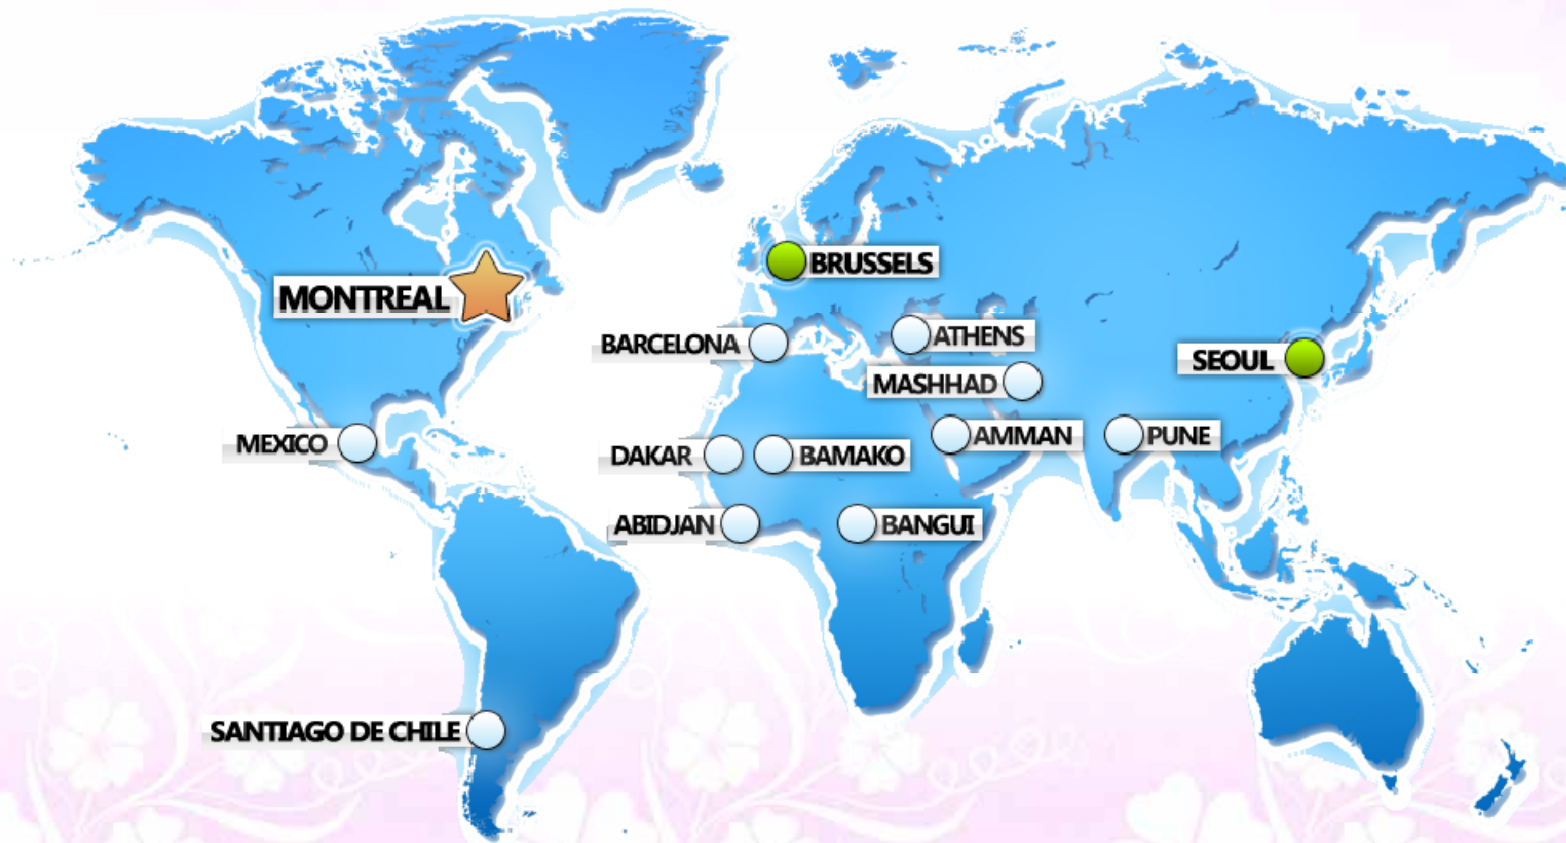 BRUSSELS
MONTREAL
BARCELONA
ATHENS
SEOUL
MASHHAD
MEXICO
AMMAN
PUNE
DAKAR
BAMAKO
ABIDJAN
BANGUI
SANTIAGO DE CHILE